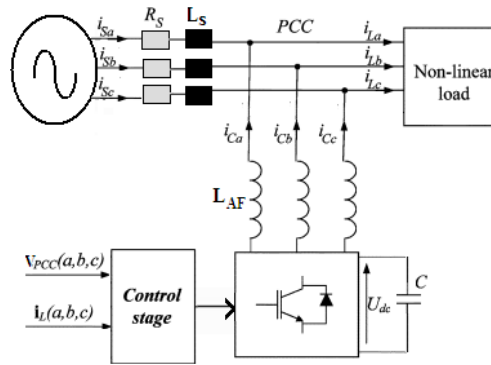 i_Sa R_S L_S PCC i_La
i_Sb i_Lb
i_Sc i_Lc
Non-linear
load
i_Ca i_Cb i_Cc
L_AF
V_PCC(a,b,c)
i_L(a,b,c)
Control
stage
U_dc C